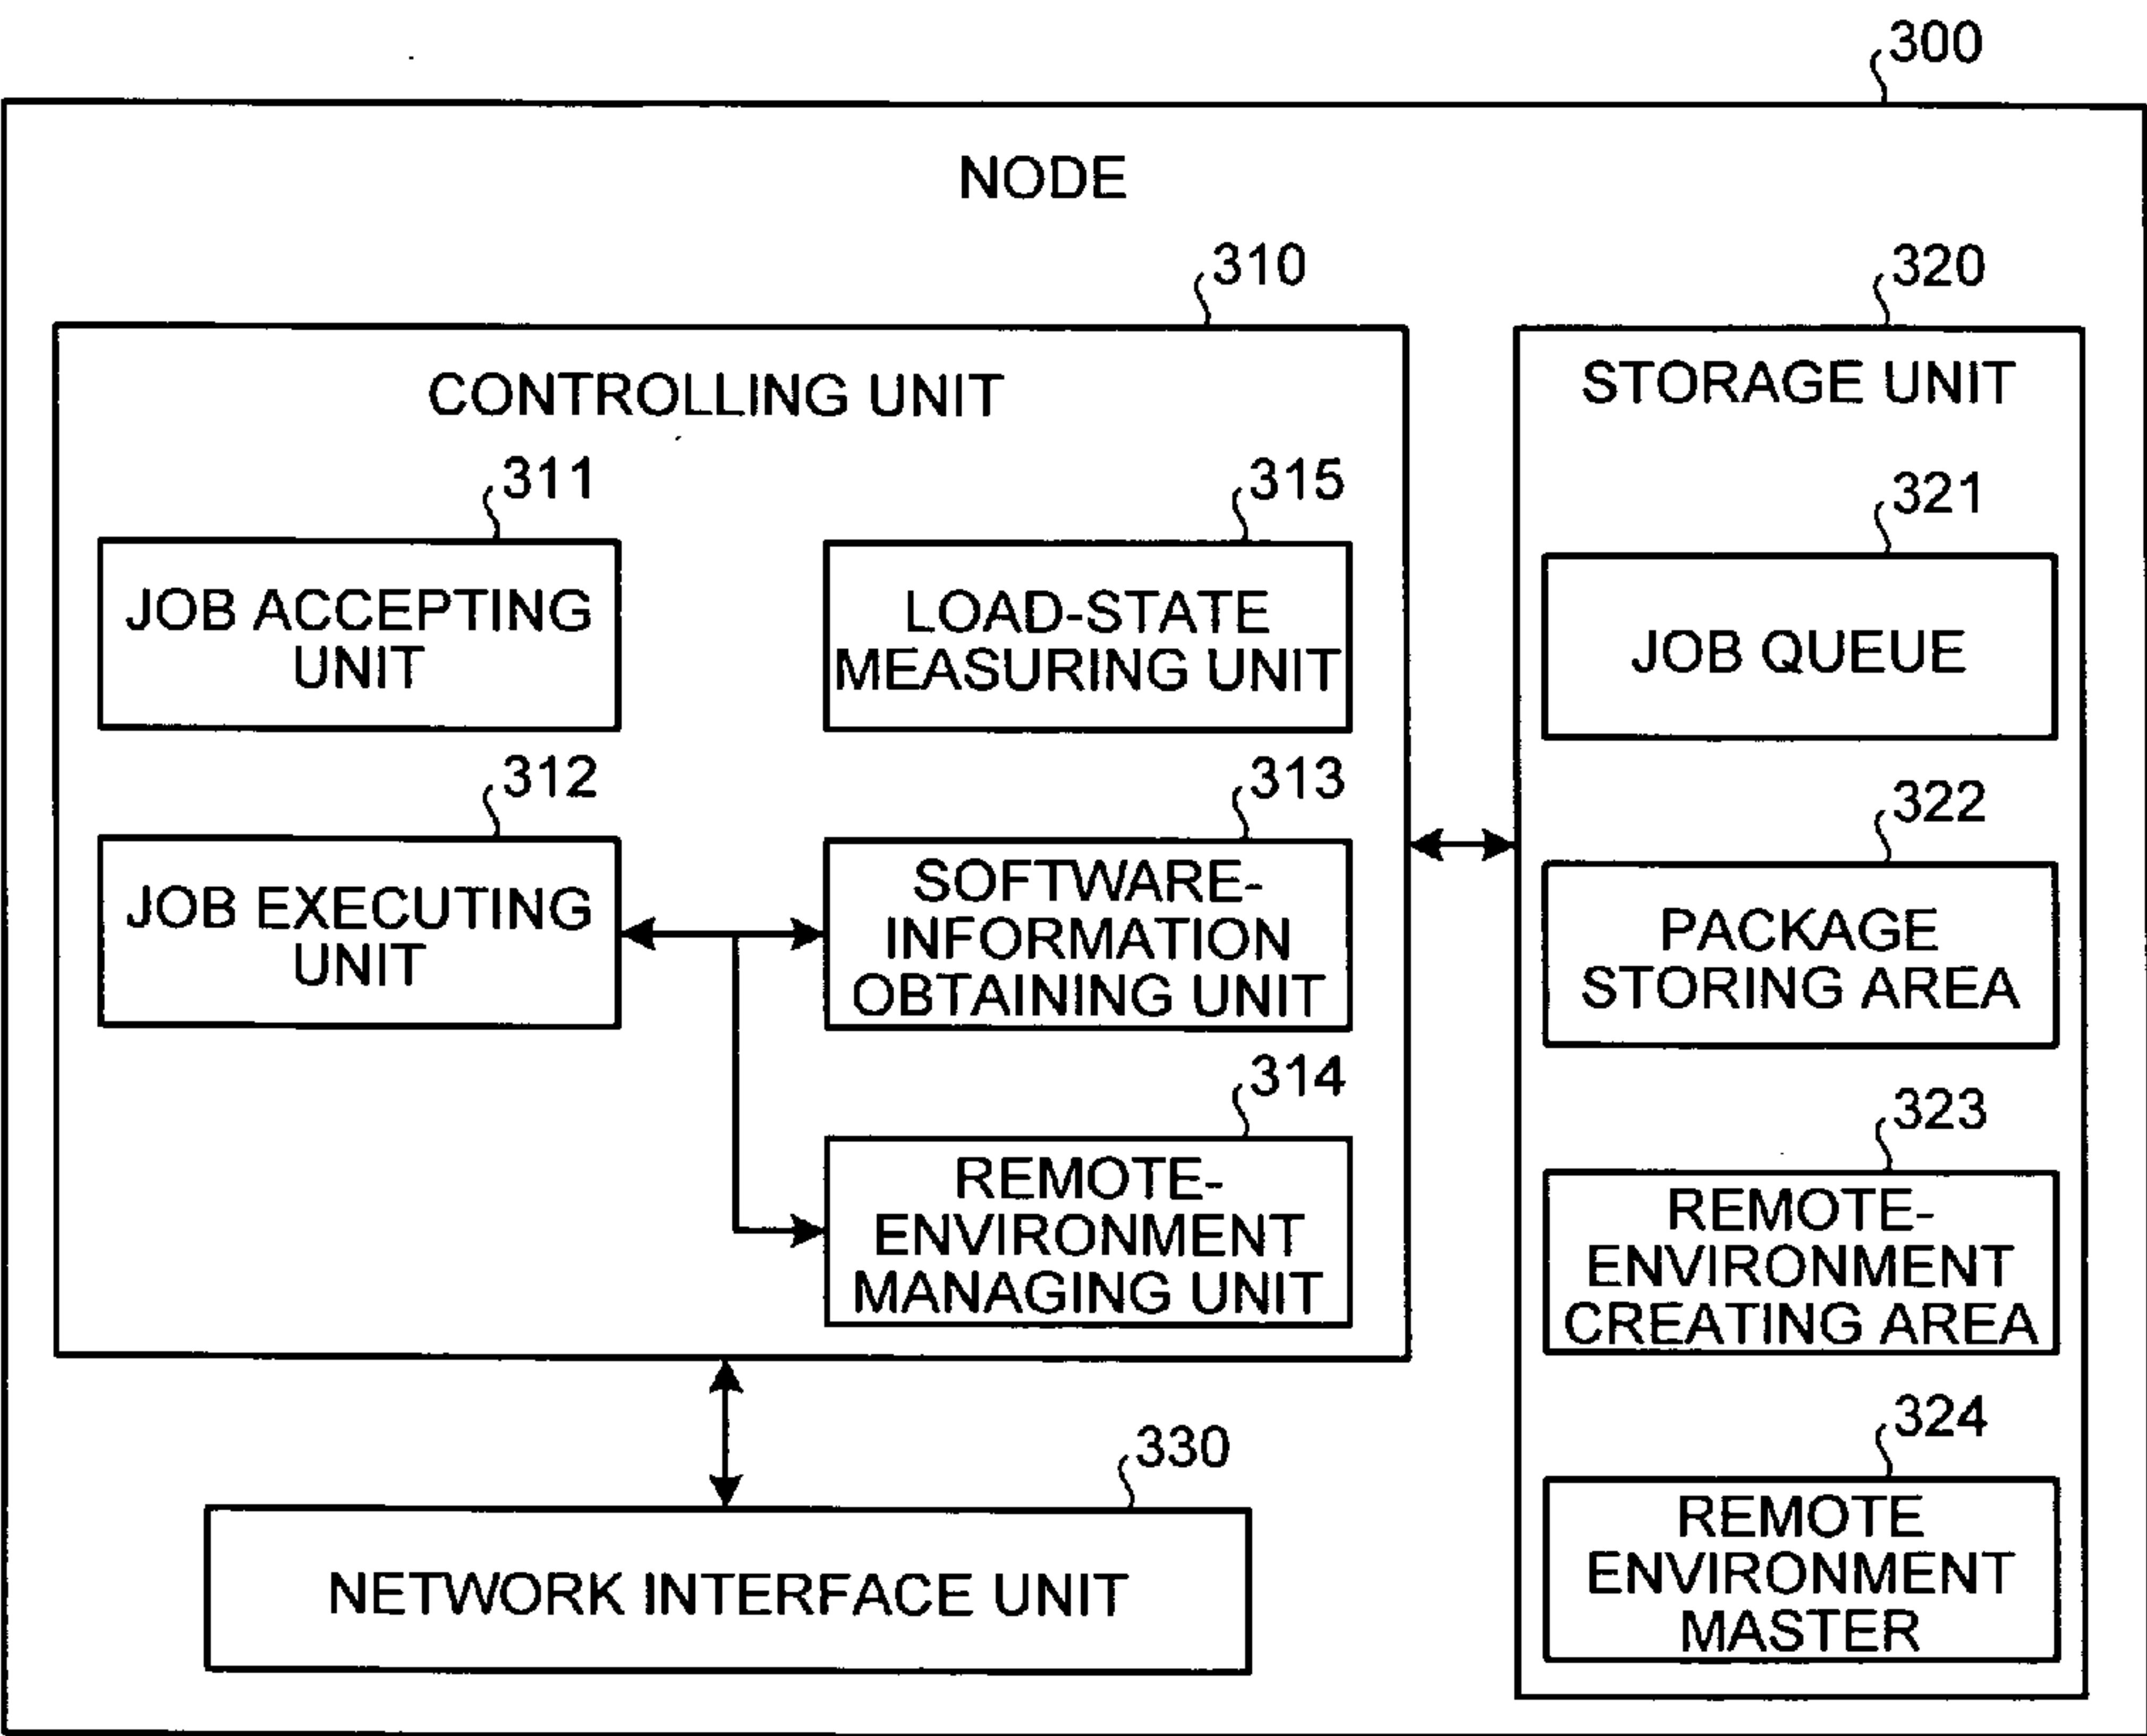 300
NODE
310
CONTROLLING UNIT
311
JOB ACCEPTING
UNIT
315
LOAD-STATE
MEASURING UNIT
312
JOB EXECUTING
UNIT
313
SOFTWARE-
INFORMATION
OBTAINING UNIT
314
REMOTE-
ENVIRONMENT
MANAGING UNIT
320
STORAGE UNIT
321
JOB QUEUE
322
PACKAGE
STORING AREA
323
REMOTE-
ENVIRONMENT
CREATING AREA
324
REMOTE
ENVIRONMENT
MASTER
330
NETWORK INTERFACE UNIT